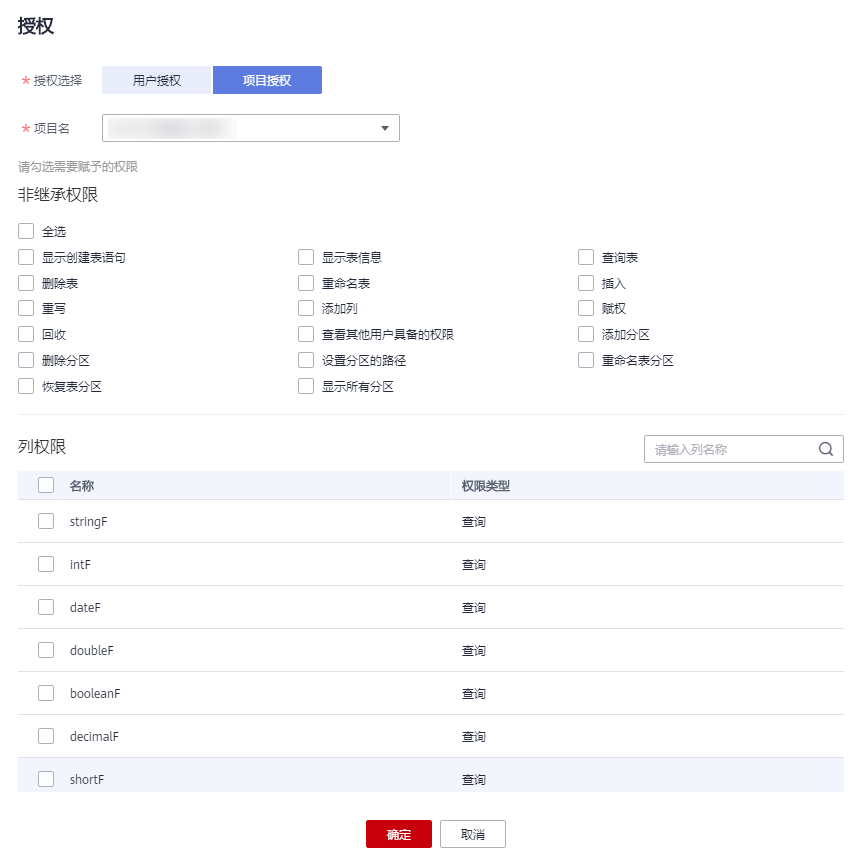 授权
* 授权选择 用户授权 项目授权
* 项目名
请勾选需要赋予的权限
非继承权限
全选
显示创建表语句 显示表信息 查询表
删除表 重命名表 插入
重写 添加列 赋权
回收 查看其他用户具备的权限 添加分区
删除分区 设置分区的路径 重命名表分区
恢复表分区 显示所有分区
列权限 请输入列名称
名称 权限类型
stringF 查询
intF 查询
dateF 查询
doubleF 查询
booleanF 查询
decimalF 查询
shortF 查询
确定 取消